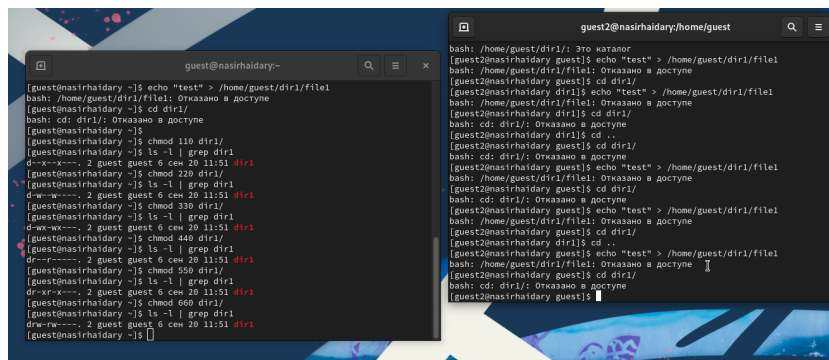 guest@nasirhaidary:~
[guest@nasirhaidary ~]$ echo "test" > /home/guest/dir1/file1
bash: /home/guest/dir1/file1: Отказано в доступе
[guest@nasirhaidary ~]$ cd dir1/
bash: cd: dir1/: Отказано в доступе
[guest@nasirhaidary ~]$
[guest@nasirhaidary ~]$ chmod 110 dir1/
[guest@nasirhaidary ~]$ ls -l | grep dir1
d--x--x---. 2 guest guest 6 сен 20 11:51 dir1
[guest@nasirhaidary ~]$ chmod 220 dir1/
[guest@nasirhaidary ~]$ ls -l | grep dir1
d-w--w----. 2 guest guest 6 сен 20 11:51 dir1
[guest@nasirhaidary ~]$ chmod 330 dir1/
[guest@nasirhaidary ~]$ ls -l | grep dir1
d-wx-wx---. 2 guest guest 6 сен 20 11:51 dir1
[guest@nasirhaidary ~]$ chmod 440 dir1/
[guest@nasirhaidary ~]$ ls -l | grep dir1
dr--r-----. 2 guest guest 6 сен 20 11:51 dir1
[guest@nasirhaidary ~]$ chmod 550 dir1/
[guest@nasirhaidary ~]$ ls -l | grep dir1
dr-xr-x---. 2 guest guest 6 сен 20 11:51 dir1
[guest@nasirhaidary ~]$ chmod 660 dir1/
[guest@nasirhaidary ~]$ ls -l | grep dir1
drw-rw----. 2 guest guest 6 сен 20 11:51 dir1
[guest@nasirhaidary ~]$
guest2@nasirhaidary:/home/guest
bash: /home/guest/dir1/: Это каталог
[guest2@nasirhaidary guest]$ echo "test" > /home/guest/dir1/file1
bash: /home/guest/dir1/file1: Отказано в доступе
[guest2@nasirhaidary guest]$ cd dir1/
[guest2@nasirhaidary dir1]$ echo "test" > /home/guest/dir1/file1
bash: /home/guest/dir1/file1: Отказано в доступе
[guest2@nasirhaidary guest]$ cd dir1/
bash: cd: dir1/: Отказано в доступе
[guest2@nasirhaidary guest]$ cd ..
[guest2@nasirhaidary guest]$ cd dir1/
bash: cd: dir1/: Отказано в доступе
[guest2@nasirhaidary guest]$ echo "test" > /home/guest/dir1/file1
bash: /home/guest/dir1/file1: Отказано в доступе
[guest2@nasirhaidary guest]$ cd dir1/
bash: cd: dir1/: Отказано в доступе
[guest2@nasirhaidary guest]$ echo "test" > /home/guest/dir1/file1
bash: /home/guest/dir1/file1: Отказано в доступе
[guest2@nasirhaidary guest]$ cd dir1/
[guest2@nasirhaidary dir1]$ cd ..
[guest2@nasirhaidary guest]$ echo "test" > /home/guest/dir1/file1
bash: /home/guest/dir1/file1: Отказано в доступе
[guest2@nasirhaidary guest]$ cd dir1/
bash: cd: dir1/: Отказано в доступе
[guest2@nasirhaidary guest]$